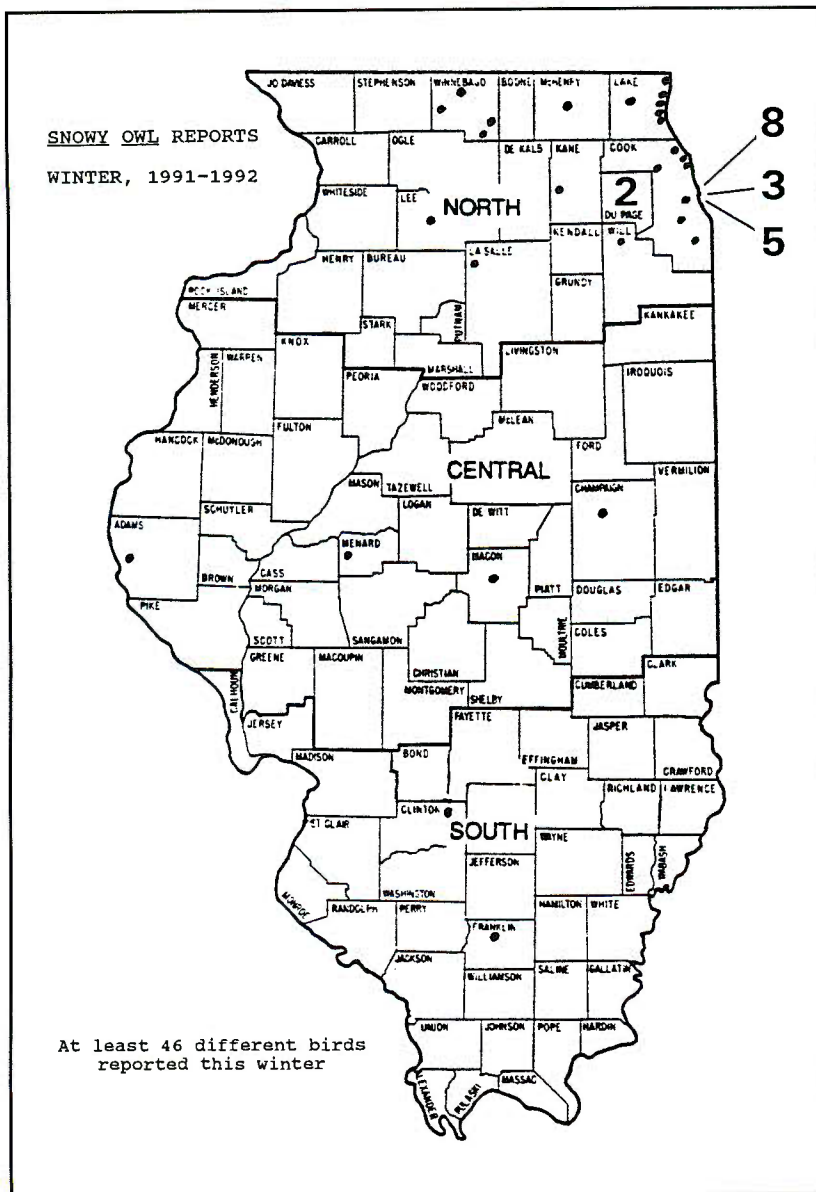 SNOWY OWL REPORTS
WINTER, 1991-1992
JO DAVIESS STEPHENSON WINNEBAGO BOONE McHENRY LAKE
8
3
5
CARROLL OGLE DE KALB KANE COOK
WHITESIDE LEE NORTH 2
DU PAGE
KENDALL WILL
HENRY BUREAU LA SALLE
GRUNDY
ROCK ISLAND
MERCER KANKAKEE
STARK PUTNAM
KNOX LIVINGSTON
HENDERSON WARREN MARSHALL
PEORIA WOODFORD IROQUOIS
FULTON McLEAN
HANCOCK McDONOUGH FORD
CENTRAL VERMILION
MASON TAZEWELL CHAMPAIGN
LOGAN
SCHUYLER DE WITT
ADAMS MENARD MACON
BROWN CASS
PIKE MORGAN PIATT DOUGLAS EDGAR
SCOTT SANGAMON MOULTRIE COLES
GREENE MACOUPIN CLARK
CHRISTIAN
CALHOUN MONTGOMERY SHELBY CUMBERLAND
JERSEY FAYETTE JASPER
MADISON BOND EFFINGHAM
CLAY CRAWFORD
RICHLAND LAWRENCE
CLINTON
ST CLAIR SOUTH WAYNE
JEFFERSON EDWARDS WABASH
WASHINGTON
MONROE RANDOLPH PERRY HAMILTON WHITE
FRANKLIN
JACKSON
WILLIAMSON SALINE GALLATIN
UNION JOHNSON POPE HARDIN
ALEXANDER PULASKI MASSAC
At least 46 different birds
reported this winter